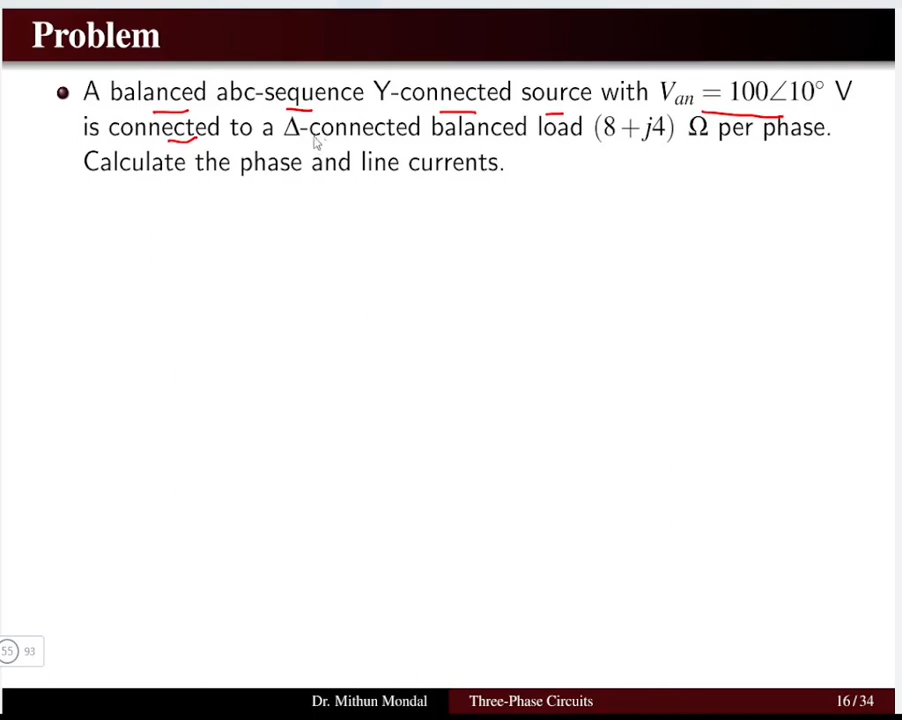 Problem
A balanced abc-sequence Y-connected source with Van = 100∠10° V
is connected to a Δ-connected balanced load (8 + j4) Ω per phase.
Calculate the phase and line currents.
55 93
Dr. Mithun Mondal Three-Phase Circuits 16/34